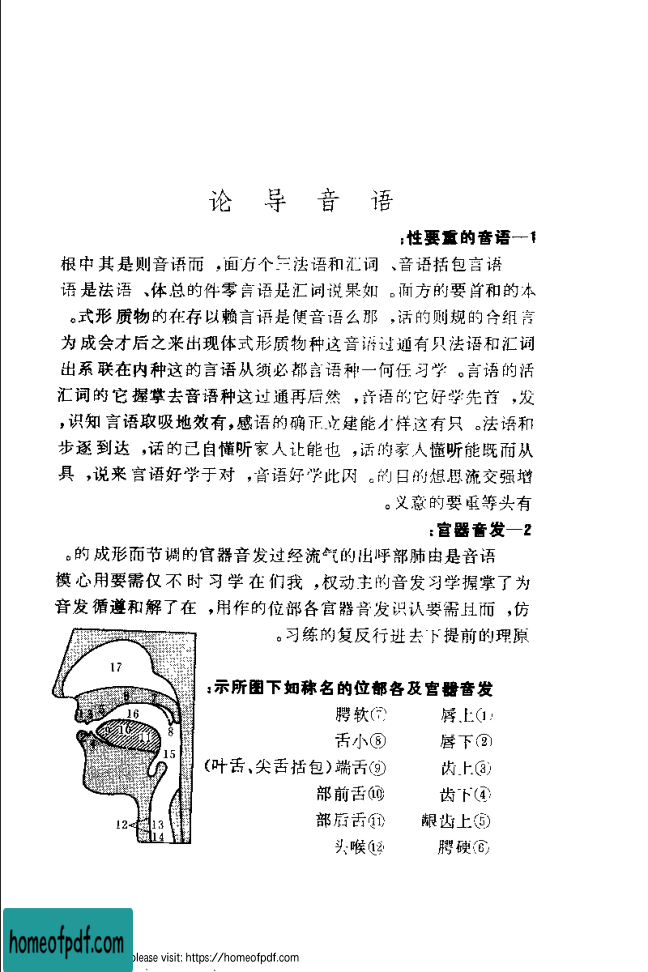 语音导论
1—语音的重要性:
语言包括语音、词汇和语法三个方面,而语音则是其中根
本的和首要的方面。如果说词汇是语言零件的总体、语法是语
言组合的规则的话,那么语音便是语言赖以存在的物质形式。
词汇和语法只有通过语音这种物质形式体现出来之后才会成为
活的语言。学习任何一种语言都必须从语言的这种内在联系出
发,首先学好它的语音,然后再通过这种语音去掌握它的词汇
和语法。只有这样才能建立正确的语感,有效地吸取语言知识,
从而既能听懂人家的话,也能让人家听懂自己的话,达到逐步
增强交流思想的目的。因此学好语音,对于学好语言来说,具
有头等重要的意义。
2—发音器官:
语音是由肺部呼出的气流经过发音器官的调节而形成的。
为了掌握学习发音的主动权,我们在学习时不仅需要用心模
仿,而且需要认识发音器官各部位的作用,在了解和遵循发音
原理的前提下去进行反复的练习。
发音器官及各部位的名称如下图所示:
①上唇 ⑦软腭
②下唇 ⑧小舌
③上齿 ⑨舌端(包括舌尖、舌叶)
④下齿 ⑩舌前部
⑤上齿龈 ⑪舌后部
⑥硬腭 ⑫喉头
17
16
8
10
11
15
12
13
14
homeofpdf.com
please visit: https://homeofpdf.com